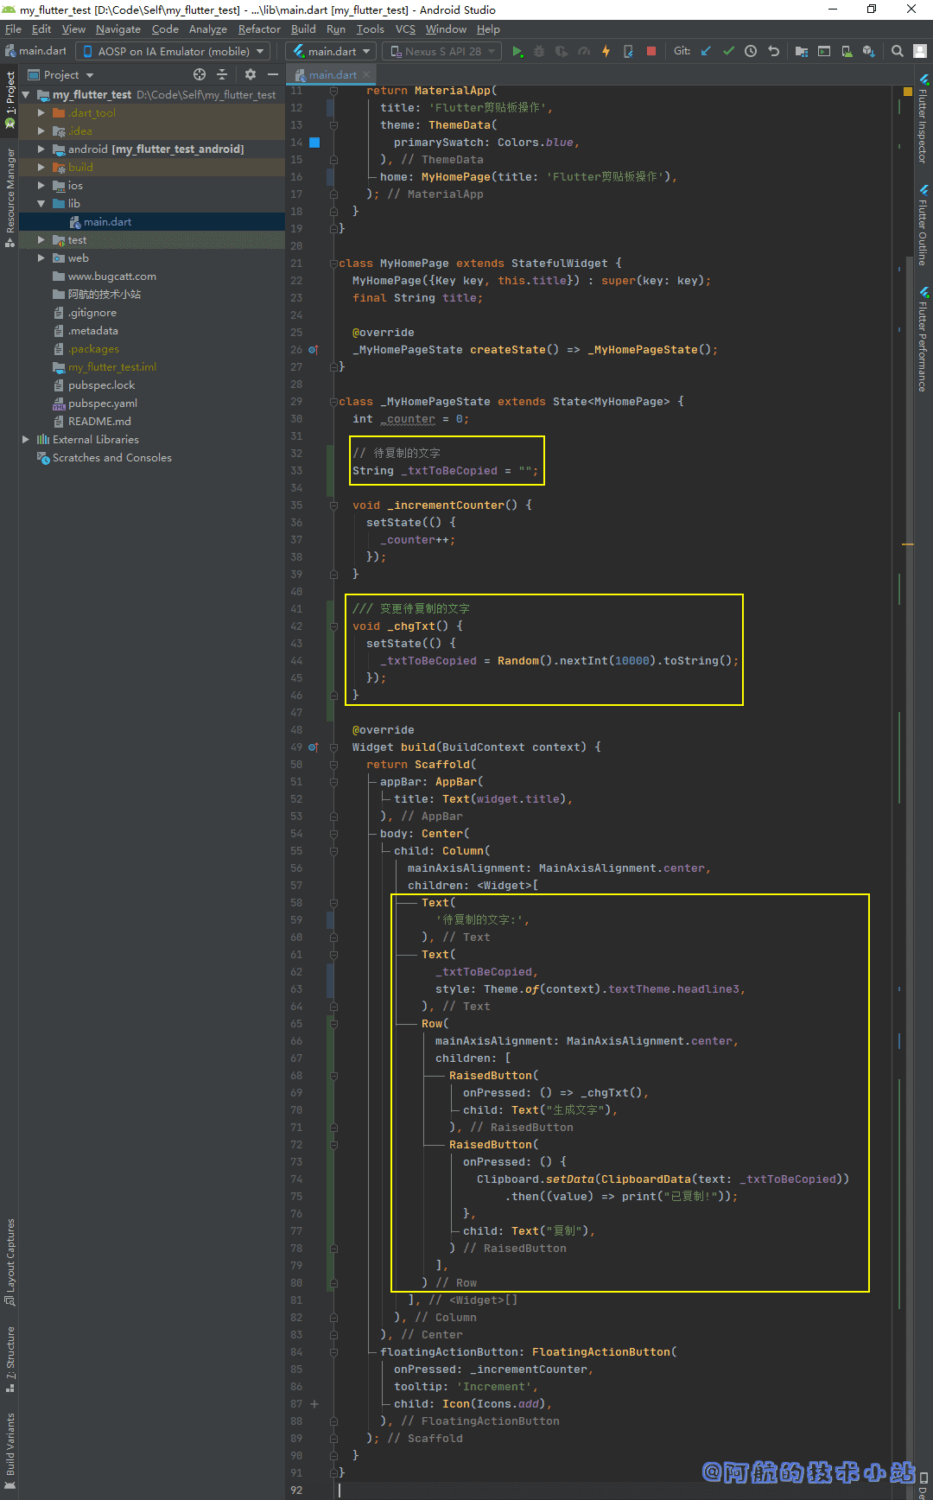 my_flutter_test [D:\Code\Self\my_flutter_test] - ...\lib\main.dart [my_flutter_test] - Android Studio
File Edit View Navigate Code Analyze Refactor Build Run Tools VCS Window Help
main.dart AOSP on IA Emulator (mobile) main.dart Nexus S API 28 Git:
Project main.dart
1: Project
Resource Manager
Layout Captures
Z: Structure
Build Variants
my_flutter_test D:\Code\Self\my_flutter_test
.dart_tool
.idea
android [my_flutter_test_android]
build
ios
lib
main.dart
test
web
www.bugcatt.com
阿航的技术小站
.gitignore
.metadata
.packages
my_flutter_test.iml
pubspec.lock
pubspec.yaml
README.md
External Libraries
Scratches and Consoles
11 return MaterialApp(
12 title: 'Flutter剪贴板操作',
13 theme: ThemeData(
14 primarySwatch: Colors.blue,
15 ), // ThemeData
16 home: MyHomePage(title: 'Flutter剪贴板操作'),
17 ); // MaterialApp
18 }
19 }
20
21 class MyHomePage extends StatefulWidget {
22 MyHomePage({Key key, this.title}) : super(key: key);
23 final String title;
24
25 @override
26 _MyHomePageState createState() => _MyHomePageState();
27 }
28
29 class _MyHomePageState extends State<MyHomePage> {
30 int _counter = 0;
31
32 // 待复制的文字
33 String _txtToBeCopied = "";
34
35 void _incrementCounter() {
36 setState(() {
37 _counter++;
38 });
39 }
40
41 /// 变更待复制的文字
42 void _chgTxt() {
43 setState(() {
44 _txtToBeCopied = Random().nextInt(10000).toString();
45 });
46 }
47
48 @override
49 Widget build(BuildContext context) {
50 return Scaffold(
51 appBar: AppBar(
52 title: Text(widget.title),
53 ), // AppBar
54 body: Center(
55 child: Column(
56 mainAxisAlignment: MainAxisAlignment.center,
57 children: <Widget>[
58 Text(
59 '待复制的文字:',
60 ), // Text
61 Text(
62 _txtToBeCopied,
63 style: Theme.of(context).textTheme.headline3,
64 ), // Text
65 Row(
66 mainAxisAlignment: MainAxisAlignment.center,
67 children: [
68 RaisedButton(
69 onPressed: () => _chgTxt(),
70 child: Text("生成文字"),
71 ), // RaisedButton
72 RaisedButton(
73 onPressed: () {
74 Clipboard.setData(ClipboardData(text: _txtToBeCopied))
75 .then((value) => print("已复制!"));
76 },
77 child: Text("复制"),
78 ) // RaisedButton
79 ],
80 ) // Row
81 ], // <Widget>[]
82 ), // Column
83 ), // Center
84 floatingActionButton: FloatingActionButton(
85 onPressed: _incrementCounter,
86 tooltip: 'Increment',
87 child: Icon(Icons.add),
88 ), // FloatingActionButton
89 ); // Scaffold
90 }
91 }
92
Flutter Inspector
Flutter Outline
Flutter Performance
De
@阿航的技术小站